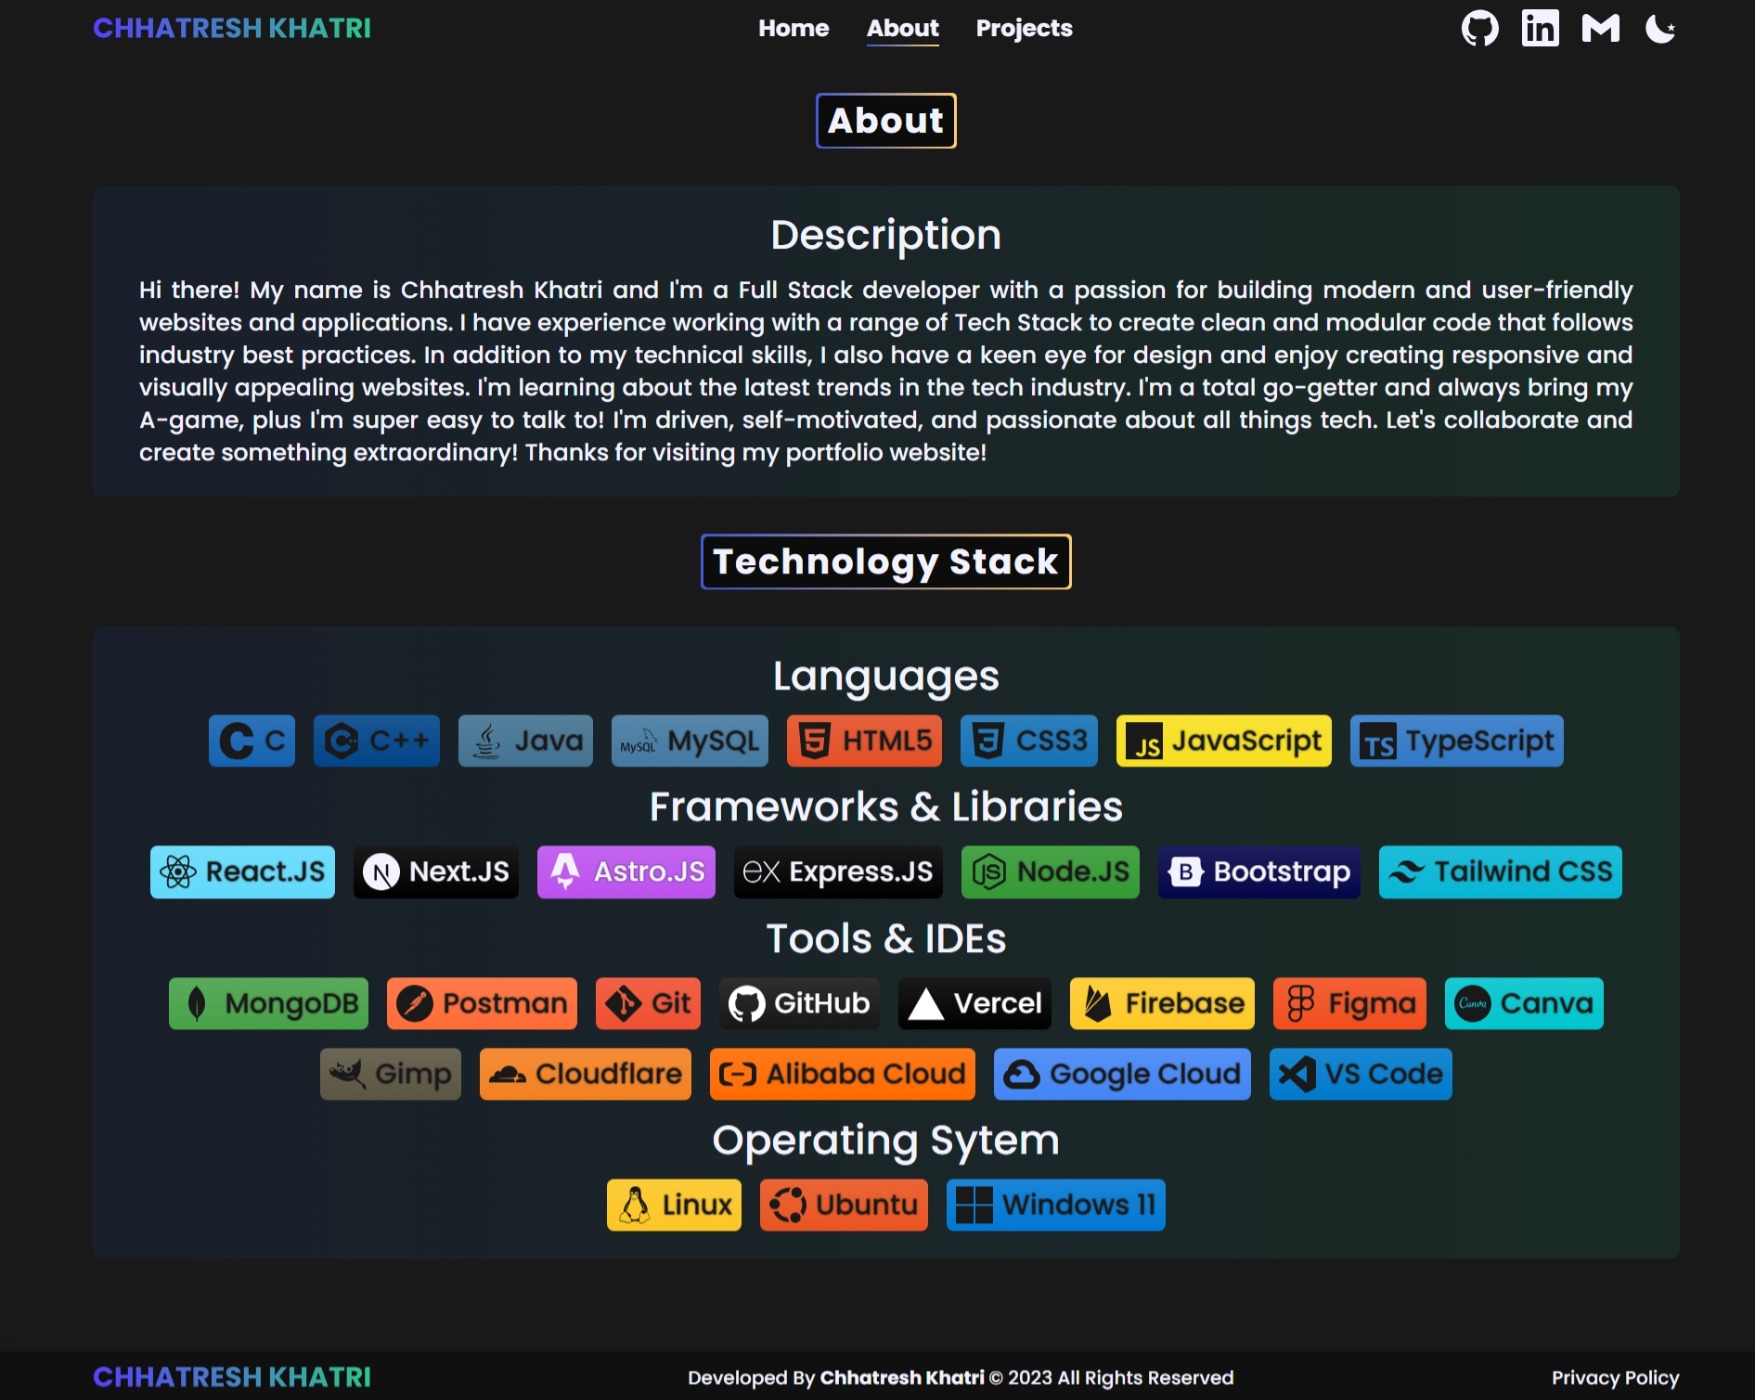 CHHATRESH KHATRI Home About Projects
About
Description
Hi there! My name is Chhatresh Khatri and I'm a Full Stack developer with a passion for building modern and user-friendly
websites and applications. I have experience working with a range of Tech Stack to create clean and modular code that follows
industry best practices. In addition to my technical skills, I also have a keen eye for design and enjoy creating responsive and
visually appealing websites. I'm learning about the latest trends in the tech industry. I'm a total go-getter and always bring my
A-game, plus I'm super easy to talk to! I'm driven, self-motivated, and passionate about all things tech. Let's collaborate and
create something extraordinary! Thanks for visiting my portfolio website!
Technology Stack
Languages
C C++ Java MySQL MySQL HTML5 CSS3 JS JavaScript TS TypeScript
Frameworks & Libraries
React.JS N Next.JS Astro.JS ex Express.JS JS Node.JS B Bootstrap Tailwind CSS
Tools & IDEs
MongoDB Postman Git GitHub Vercel Firebase Figma Canva Canva
Gimp Cloudflare Alibaba Cloud Google Cloud VS Code
Operating Sytem
Linux Ubuntu Windows 11
CHHATRESH KHATRI Developed By Chhatresh Khatri © 2023 All Rights Reserved Privacy Policy